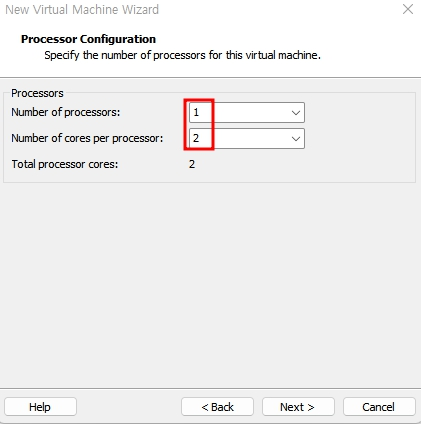 New Virtual Machine Wizard
Processor Configuration
Specify the number of processors for this virtual machine.
Processors
Number of processors: 1
Number of cores per processor: 2
Total processor cores: 2
Help < Back Next > Cancel